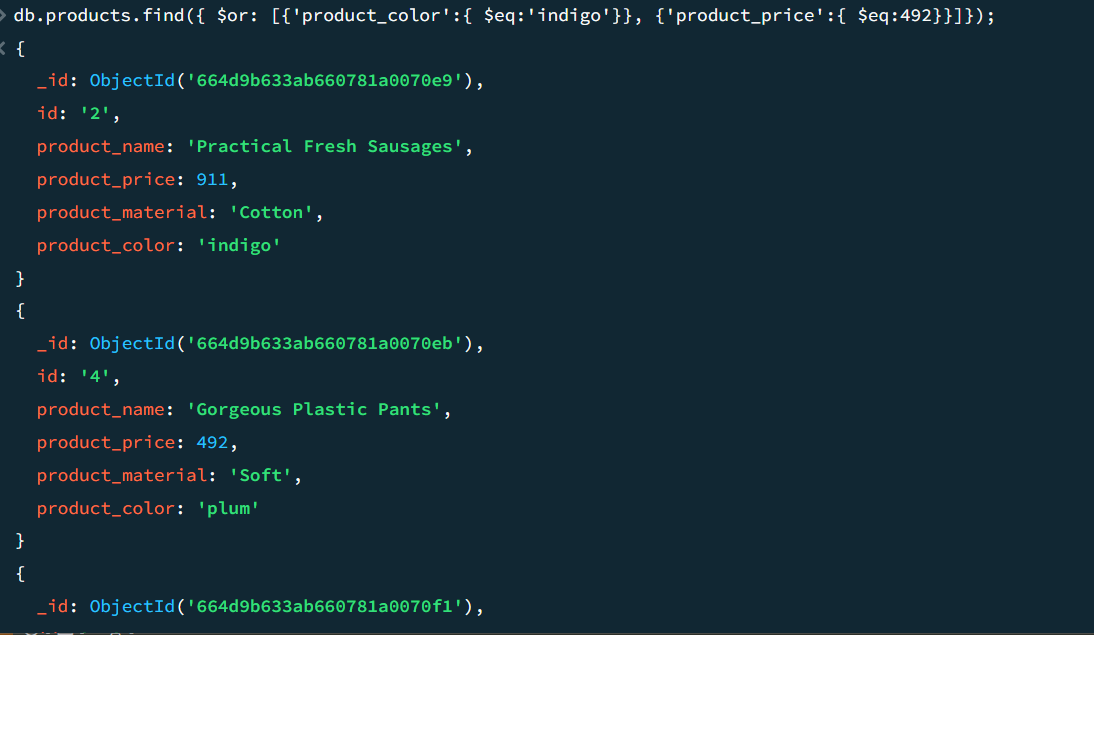 db.products.find({ $or: [{'product_color':{ $eq:'indigo'}}, {'product_price':{ $eq:492}}]});
{
_id: ObjectId('664d9b633ab660781a0070e9'),
id: '2',
product_name: 'Practical Fresh Sausages',
product_price: 911,
product_material: 'Cotton',
product_color: 'indigo'
}
{
_id: ObjectId('664d9b633ab660781a0070eb'),
id: '4',
product_name: 'Gorgeous Plastic Pants',
product_price: 492,
product_material: 'Soft',
product_color: 'plum'
}
{
_id: ObjectId('664d9b633ab660781a0070f1'),